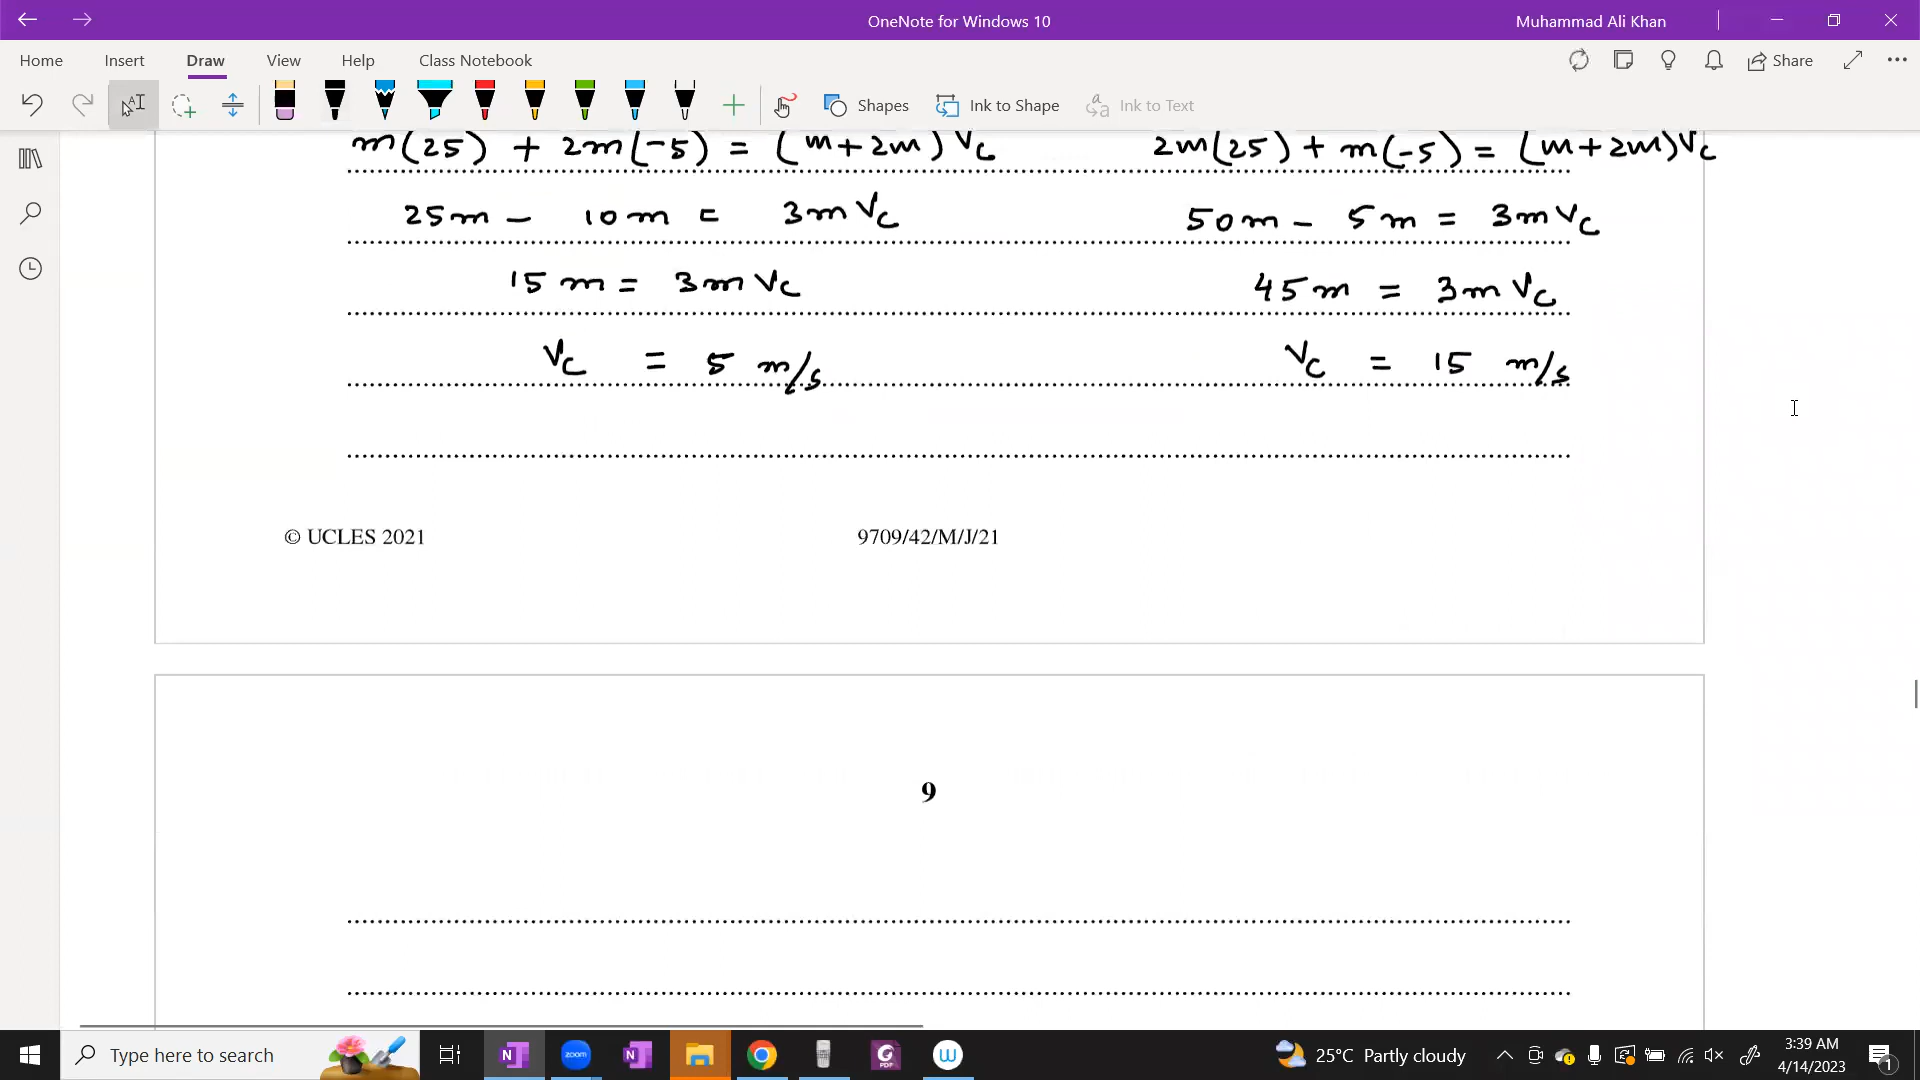 OneNote for Windows 10
Muhammad Ali Khan
Home Insert Draw View Help Class Notebook
Share
Shapes Ink to Shape Ink to Text
m(25) + 2m(-5) = (m+2m)Vc 2m(25) + m(-5) = (m+2m)Vc
25m - 10m = 3mVc 50m - 5m = 3mVc
15m = 3mVc 45m = 3mVc
Vc = 5 m/s Vc = 15 m/s
© UCLES 2021 9709/42/M/J/21
9
Type here to search
zoom
25°C Partly cloudy
3:39 AM
4/14/2023
1